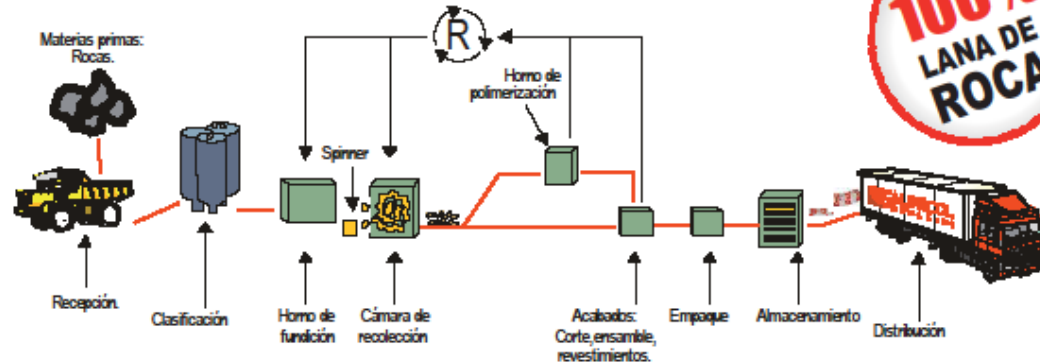 100%
LANA DE
ROCA
Materias primas:
Rocas.
R
Horno de
polimerización
Spinner
Recepción.
Clasificación
Horno de
fundición
Cámara de
recolección
Acabados:
Corte, ensamble,
revestimientos.
Empaque
Almacenamiento
Distribución